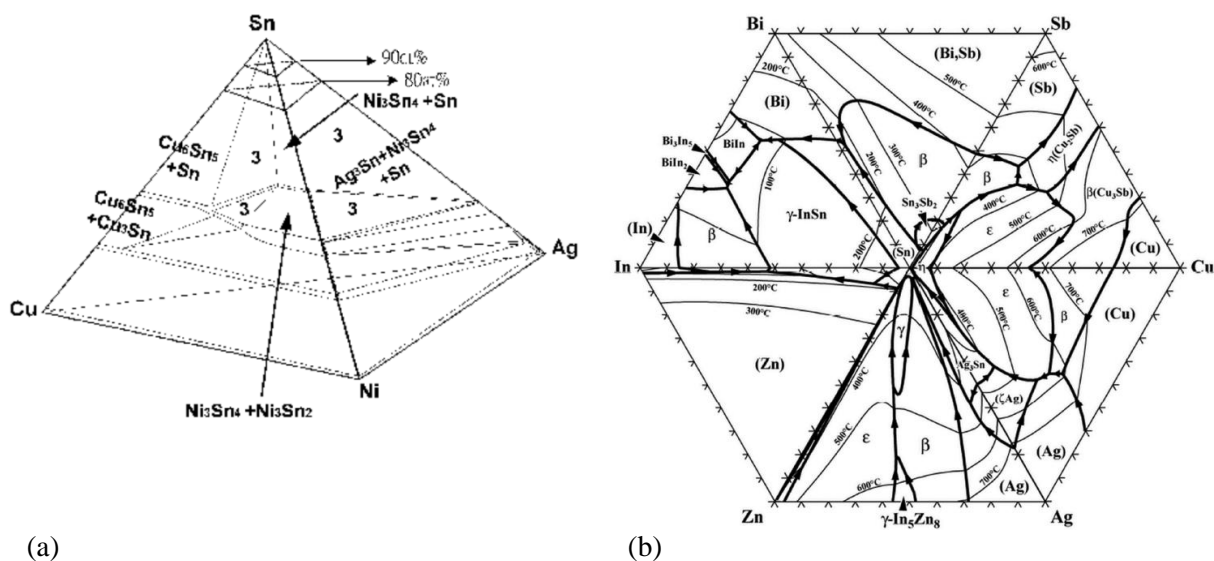 Sn
80at%
Ni3Sn4 +Sn
Cu6Sn5
+Sn
3
3
Ag3Sn+Ni3Sn4
+Sn
Cu6Sn5
+Cu3Sn
3
3
Ag
Cu
Ni
Ni3Sn4 +Ni3Sn2
(a)
Bi
Sb
(Bi,Sb)
200°C
500°C
600°C
(Bi)
(Sb)
400°C
Bi3In5
BiIn
BiIn2
300°C
β
200°C
100°C
β
η(Cu2Sb)
Sn3Sb2
400°C
β(Cu3Sb)
γ-InSn
ε
500°C
(In)
β
600°C
700°C
200°C
(Sn)
(Cu)
In
η
Cu
200°C
ε
700°C
300°C
600°C
500°C
β
(Cu)
400°C
γ
(Zn)
Ag3Sn
400°C
(ζAg)
500°C
ε
β
(Ag)
700°C
600°C
700°C
(Ag)
Zn
γ-In5Zn8
Ag
(b)